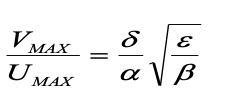 V_MAX / U_MAX = δ/α √(ε/β)